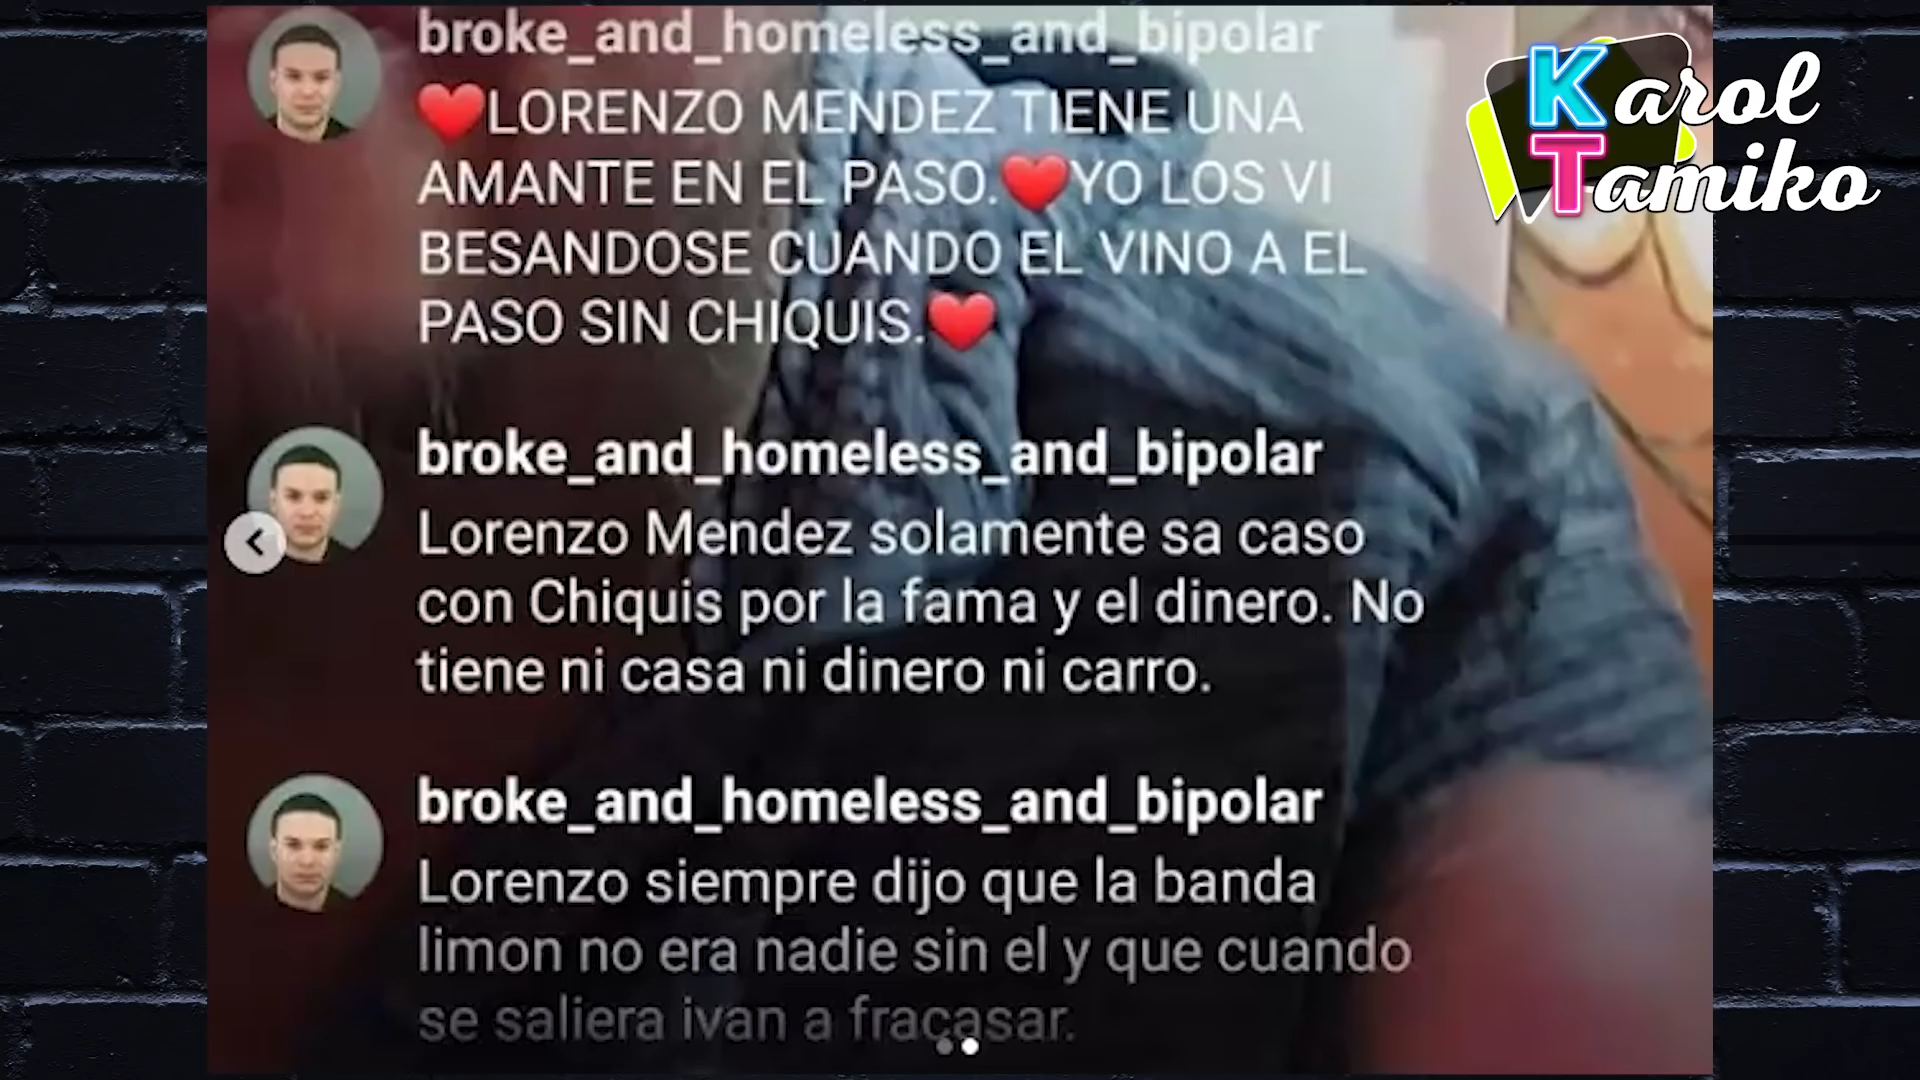 broke_and_homeless_and_bipolar
❤️LORENZO MENDEZ TIENE UNA
AMANTE EN EL PASO.❤️YO LOS VI
BESANDOSE CUANDO EL VINO A EL
PASO SIN CHIQUIS.❤️
broke_and_homeless_and_bipolar
Lorenzo Mendez solamente sa caso
con Chiquis por la fama y el dinero. No
tiene ni casa ni dinero ni carro.
broke_and_homeless_and_bipolar
Lorenzo siempre dijo que la banda
limon no era nadie sin el y que cuando
se saliera ivan a fracasar.
Karol
Tamiko